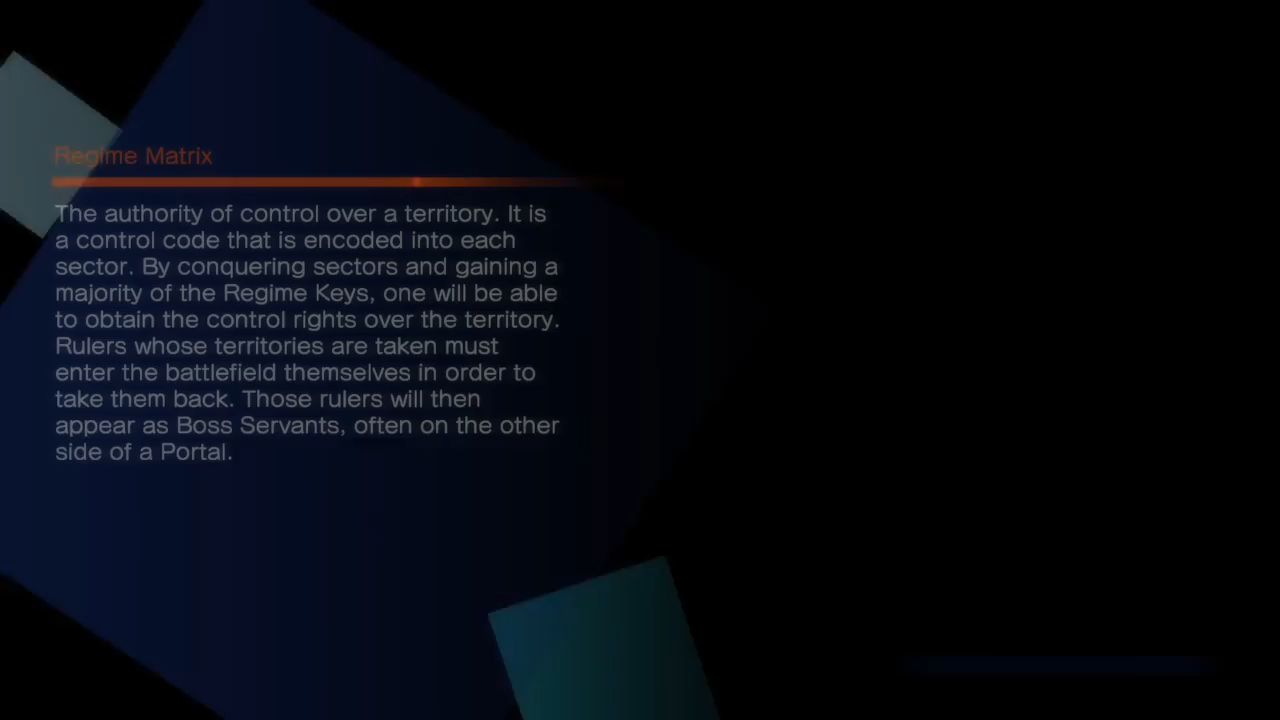 Regime Matrix
The authority of control over a territory. It is
a control code that is encoded into each
sector. By conquering sectors and gaining a
majority of the Regime Keys, one will be able
to obtain the control rights over the territory.
Rulers whose territories are taken must
enter the battlefield themselves in order to
take them back. Those rulers will then
appear as Boss Servants, often on the other
side of a Portal.